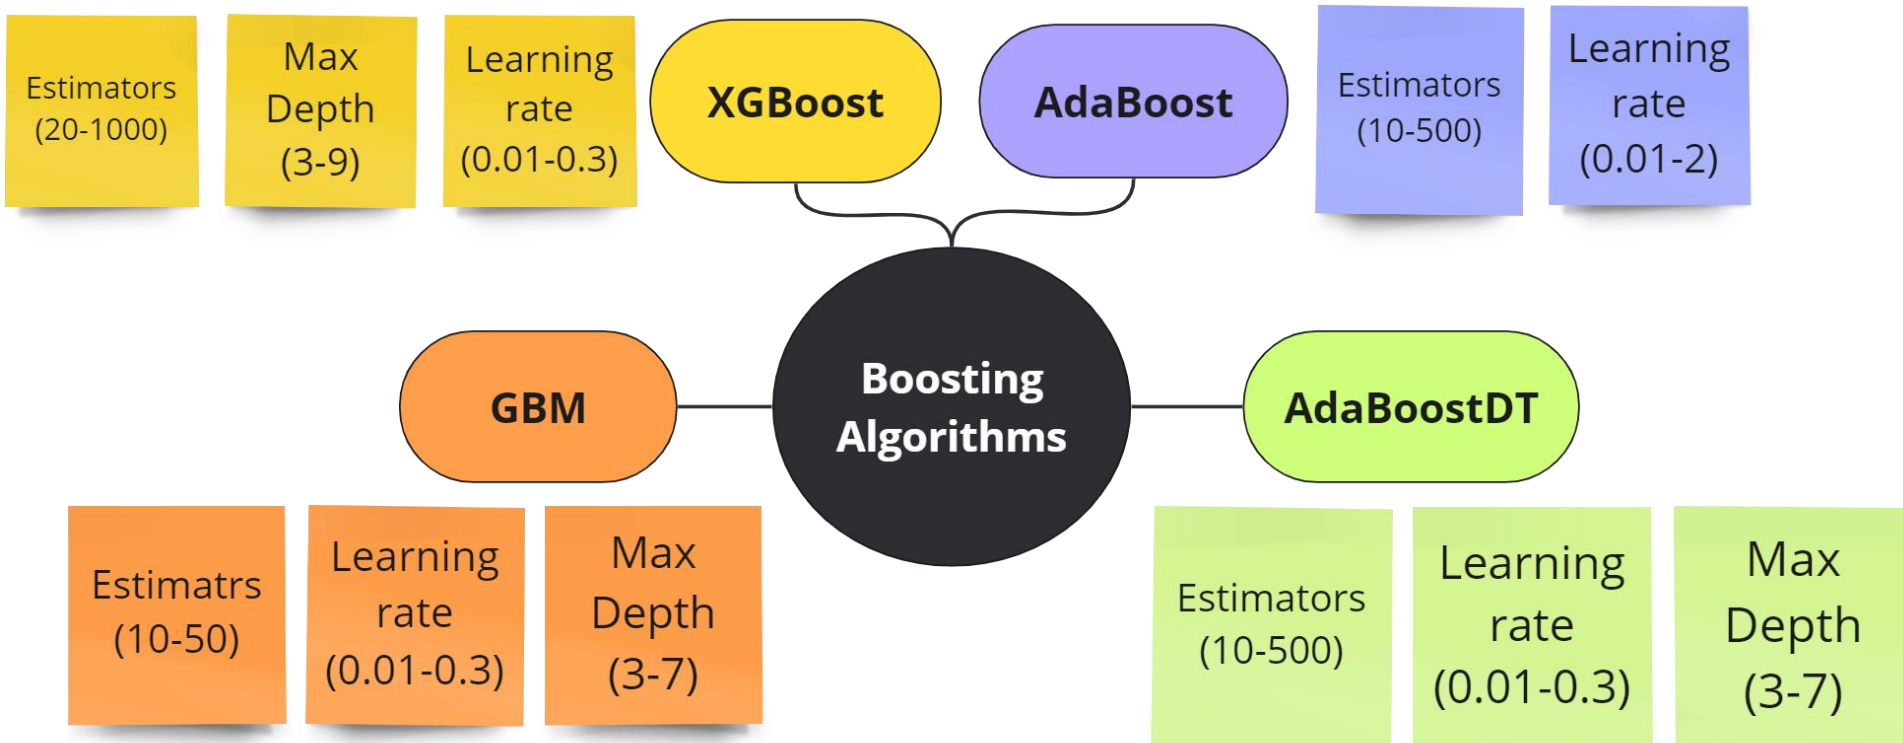 Estimators
(20-1000)
Max
Depth
(3-9)
Learning
rate
(0.01-0.3)
XGBoost
AdaBoost
Estimators
(10-500)
Learning
rate
(0.01-2)
GBM
Boosting
Algorithms
AdaBoostDT
Estimatrs
(10-50)
Learning
rate
(0.01-0.3)
Max
Depth
(3-7)
Estimators
(10-500)
Learning
rate
(0.01-0.3)
Max
Depth
(3-7)